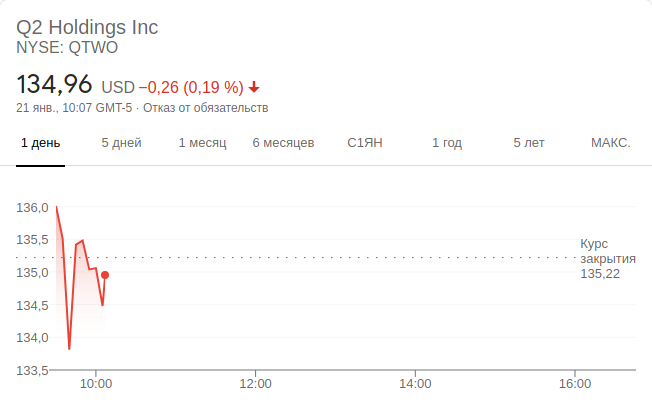 Q2 Holdings Inc
NYSE: QTWO
134,96 USD −0,26 (0,19 %)
21 янв., 10:07 GMT-5 · Отказ от обязательств
1 день 5 дней 1 месяц 6 месяцев С1ЯН 1 год 5 лет МАКС.
136,0
135,5
Курс
закрытия
135,22
135,0
134,5
134,0
133,5
10:00 12:00 14:00 16:00